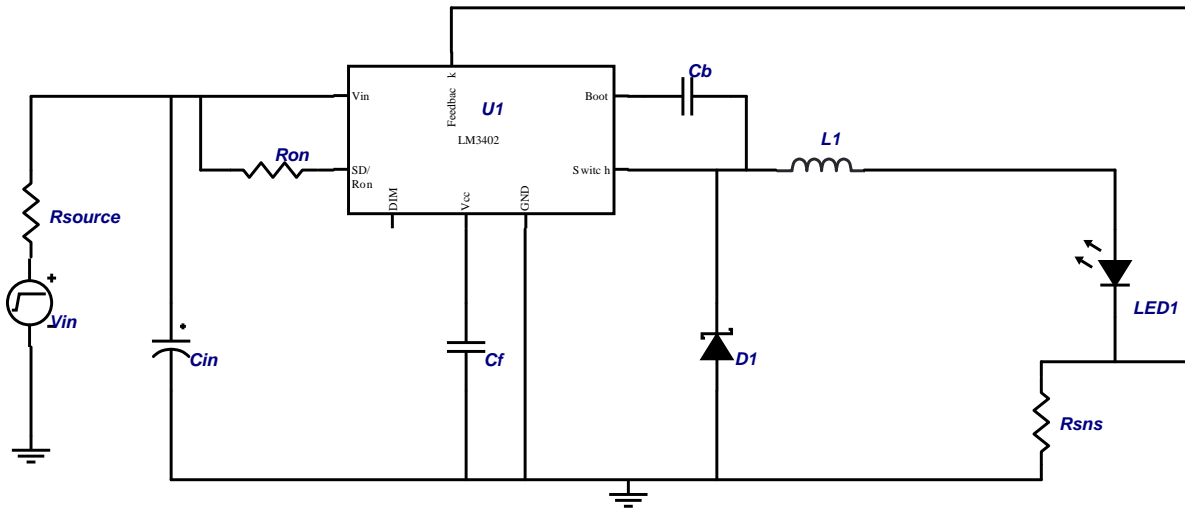 Feedbac k
Cb
Vin
U1
Boot
LM3402
L1
Ron
SD/
Ron
Switc h
DIM
Vcc
GND
Rsource
+
Vin
−
+
Cin
Cf
D1
LED1
Rsns